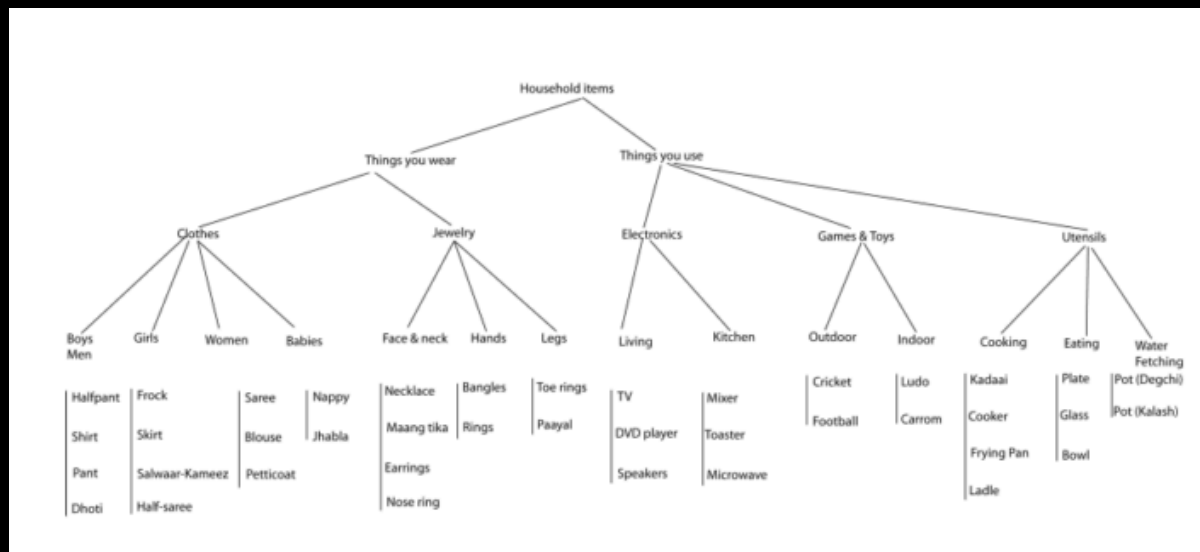 Household items
Things you wear
Things you use
Clothes
Jewelry
Electronics
Games & Toys
Utensils
Boys
Men
Girls
Women
Babies
Face & neck
Hands
Legs
Living
Kitchen
Outdoor
Indoor
Cooking
Eating
Water
Fetching
Halfpant
Shirt
Pant
Dhoti
Frock
Skirt
Salwaar-Kameez
Half-saree
Saree
Blouse
Petticoat
Nappy
Jhabla
Necklace
Maang tika
Earrings
Nose ring
Bangles
Rings
Toe rings
Paayal
TV
DVD player
Speakers
Mixer
Toaster
Microwave
Cricket
Football
Ludo
Carrom
Kadaai
Cooker
Frying Pan
Ladle
Plate
Glass
Bowl
Pot (Degchi)
Pot (Kalash)